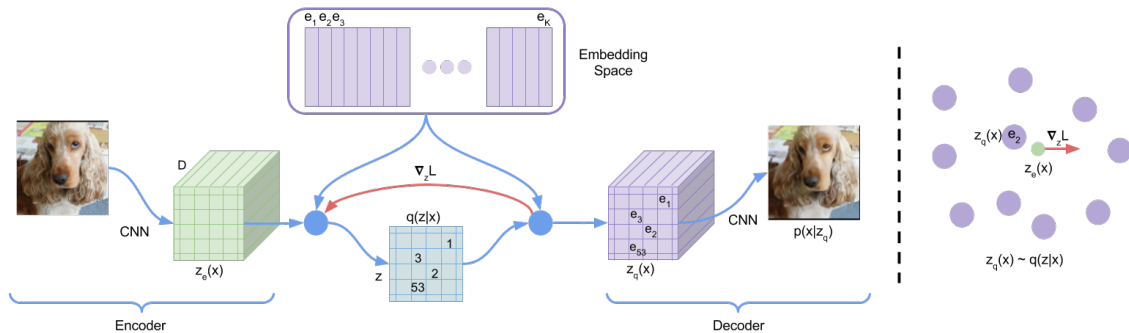 e1 e2 e3
eK
Embedding
Space
D
CNN
ze(x)
Encoder
∇zL
q(z|x)
z
1
3
2
53
e1
e3
e2
e53
zq(x)
CNN
p(x|zq)
Decoder
zq(x)
e2
∇zL
ze(x)
zq(x) ~ q(z|x)